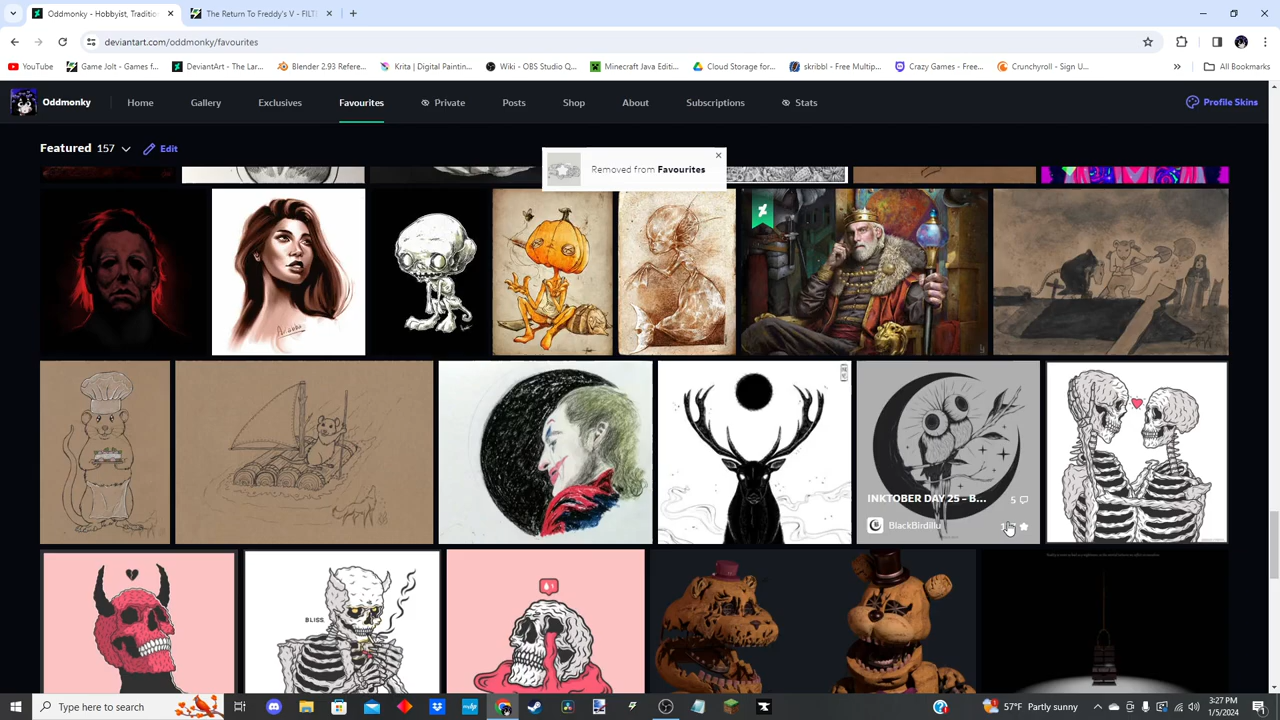 Oddmonky - Hobbyist, Traditio
The Return To Freddy's V - FILT
deviantart.com/oddmonky/favourites
YouTube
Game Jolt - Games f...
DeviantArt - The Lar...
Blender 2.93 Refere...
Krita | Digital Paintin...
Wiki - OBS Studio Q...
Minecraft Java Editi...
Cloud Storage for...
skribbl - Free Multip...
Crazy Games - Free...
Crunchyroll - Sign U...
All Bookmarks
Oddmonky
Home
Gallery
Exclusives
Favourites
Private
Posts
Shop
About
Subscriptions
Stats
Profile Skins
Featured 157
Edit
Removed from Favourites
INKTOBER DAY 25 – B...
5
BlackBirdillu
BLISS
Type here to search
57°F Partly sunny
3:27 PM
1/5/2024